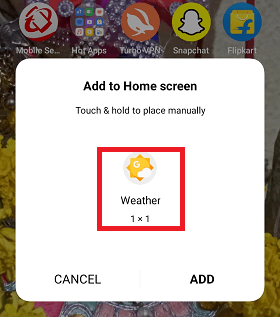 Mobile Se... Hot Apps Turbo VPN Snapchat Flipkart
Add to Home screen
Touch & hold to place manually
G
Weather
1 × 1
CANCEL ADD